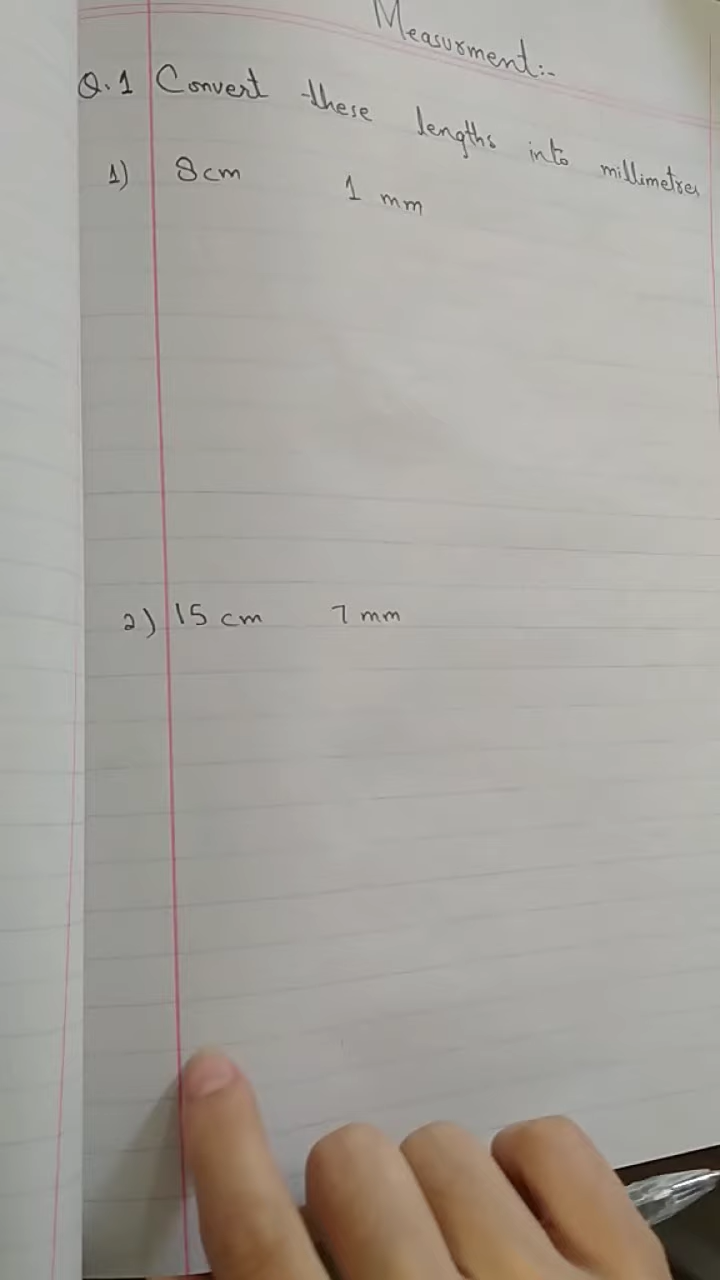 Measurment:-
Q.1 Convert these lengths into millimetres
1) 8cm 1 mm
2) 15 cm 7 mm